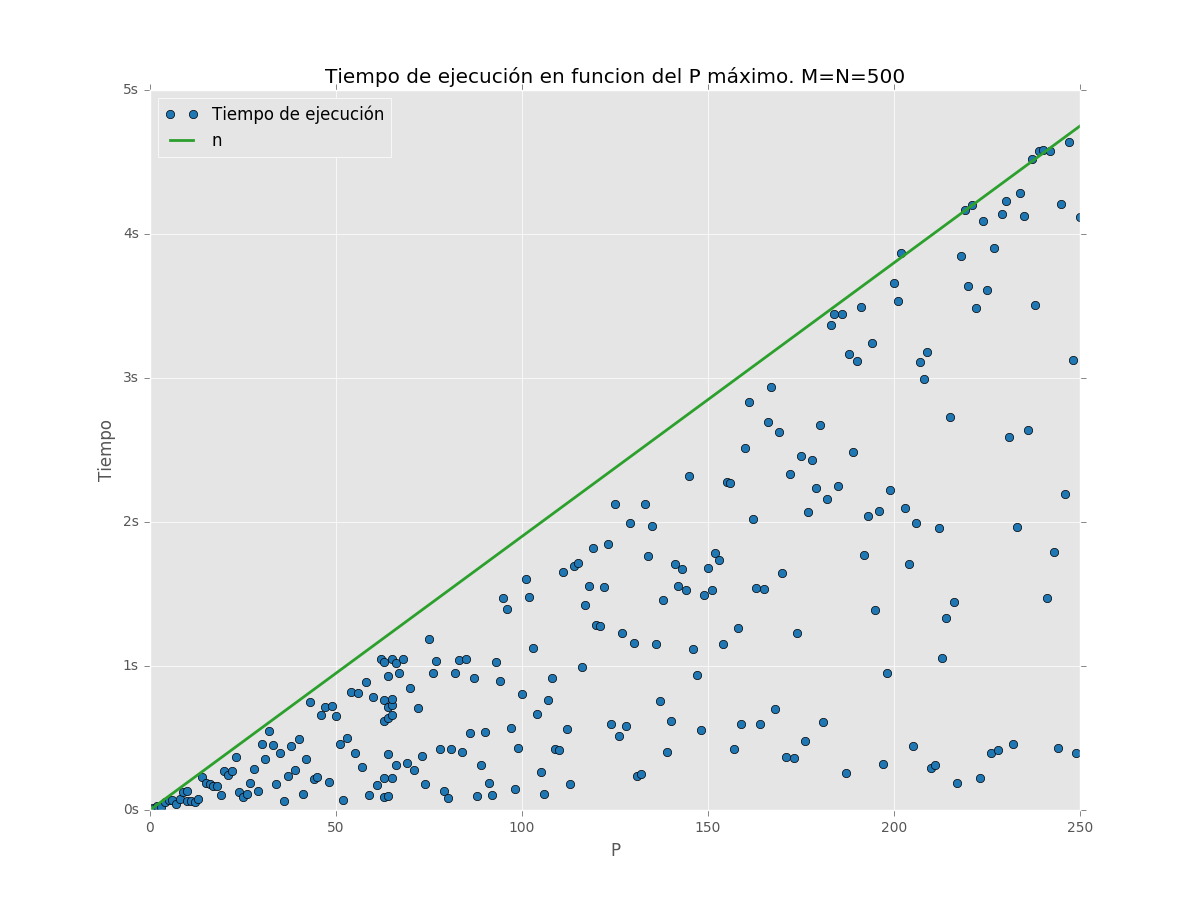 Tiempo de ejecución en funcion del P máximo. M=N=500
5s
Tiempo de ejecución
n
4s
3s
Tiempo
2s
1s
0s
0 50 100 150 200 250
P